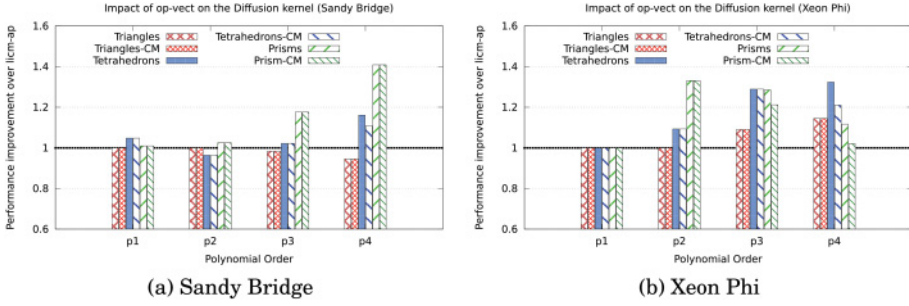 Impact of op-vect on the Diffusion kernel (Sandy Bridge)
Performance improvement over licm-ap
1.6
1.4
1.2
1
0.8
0.6
Triangles
Triangles-CM
Tetrahedrons
Tetrahedrons-CM
Prisms
Prism-CM
p1
p2
p3
p4
Polynomial Order
(a) Sandy Bridge
Impact of op-vect on the Diffusion kernel (Xeon Phi)
Performance improvement over licm-ap
1.6
1.4
1.2
1
0.8
0.6
Triangles
Triangles-CM
Tetrahedrons
Tetrahedrons-CM
Prisms
Prism-CM
p1
p2
p3
p4
Polynomial Order
(b) Xeon Phi